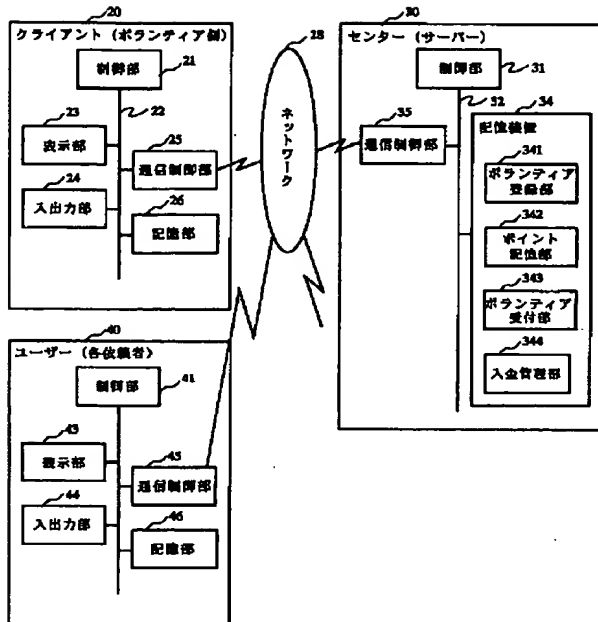 20
クライアント(ボランティア側)
制御部
21
22
23
表示部
25
通信制御部
24
入出力部
26
記憶部
28
ネットワーク
30
センター(サーバー)
制御部
31
32
34
35
通信制御部
記憶装置
341
ボランティア
登録部
342
ポイント
記憶部
343
ボランティア
受付部
344
入金管理部
40
ユーザー(各依頼者)
制御部
41
43
表示部
45
通信制御部
44
入出力部
46
記憶部